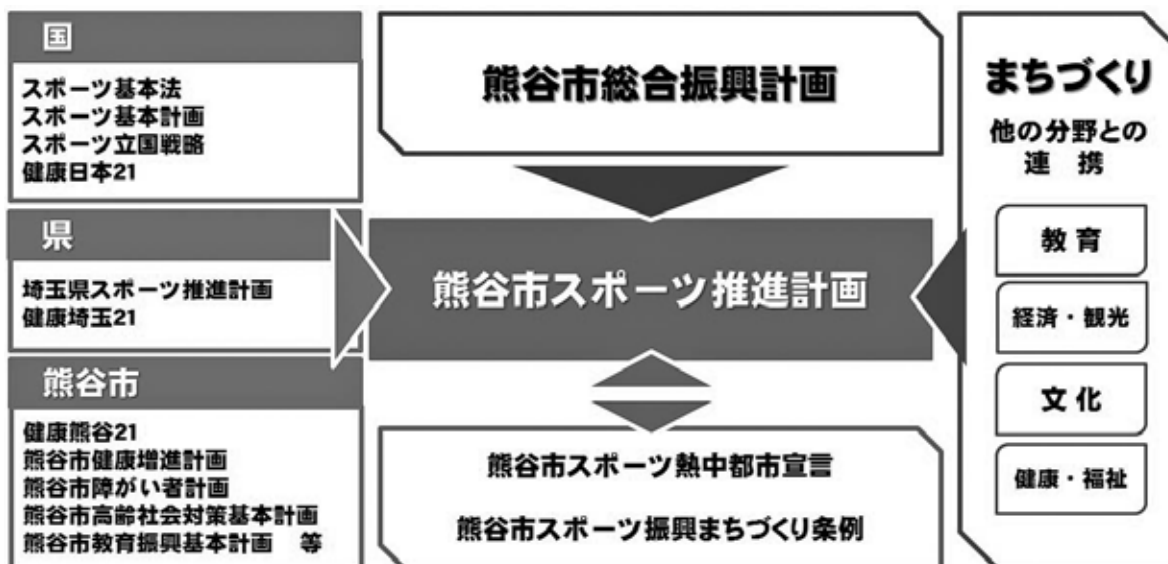 国
スポーツ基本法
スポーツ基本計画
スポーツ立国戦略
健康日本21
県
埼玉県スポーツ推進計画
健康埼玉21
熊谷市
健康熊谷21
熊谷市健康増進計画
熊谷市障がい者計画
熊谷市高齢社会対策基本計画
熊谷市教育振興基本計画　等
熊谷市総合振興計画
熊谷市スポーツ推進計画
熊谷市スポーツ熱中都市宣言
熊谷市スポーツ振興まちづくり条例
まちづくり
他の分野との
連　携
教 育
経済・観光
文 化
健康・福祉